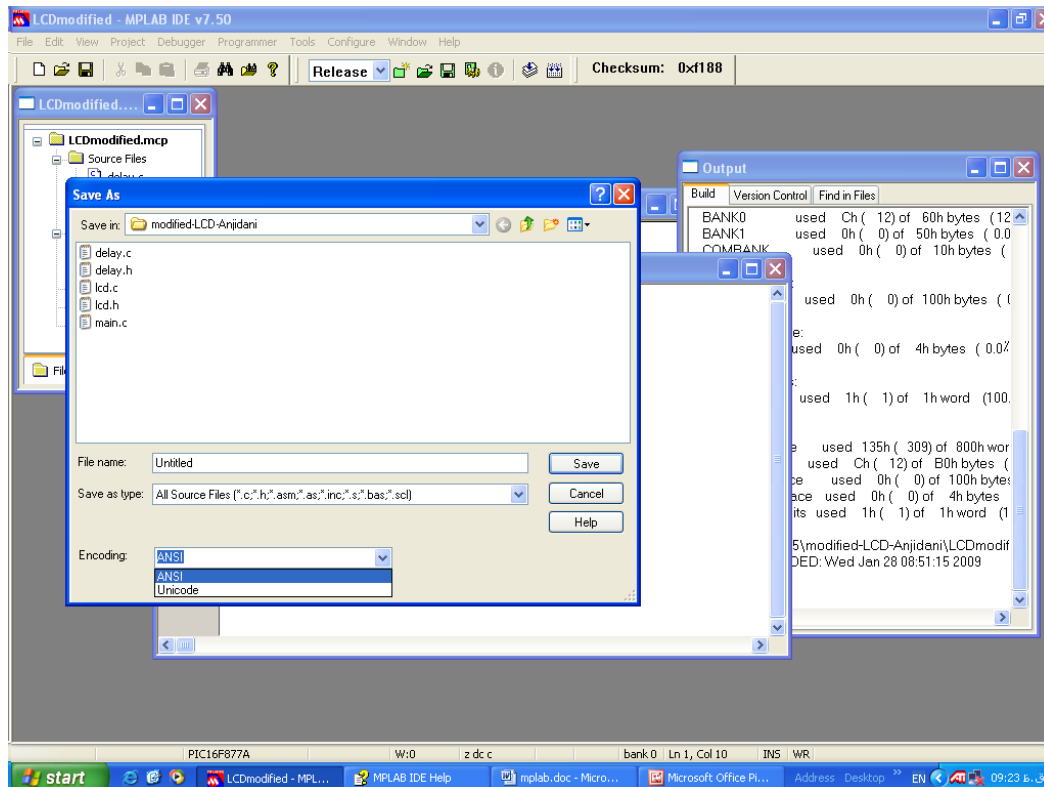 LCDmodified - MPLAB IDE v7.50
File Edit View Project Debugger Programmer Tools Configure Window Help
Release Checksum: 0xf188
LCDmodified....
LCDmodified.mcp
Source Files
delay.c
Output
Build Version Control Find in Files
BANK0 used Ch ( 12) of 60h bytes (12
BANK1 used 0h ( 0) of 50h bytes ( 0.0
COMBANK used 0h ( 0) of 10h bytes (
used 0h ( 0) of 100h bytes (
e:
used 0h ( 0) of 4h bytes ( 0.0%
used 1h ( 1) of 1h word (100.
used 135h ( 309) of 800h wor
used Ch ( 12) of B0h bytes (
ce used 0h ( 0) of 100h bytes
ace used 0h ( 0) of 4h bytes
its used 1h ( 1) of 1h word (1
5\modified-LCD-Anjidani\LCDmodif
DED: Wed Jan 28 08:51:15 2009
Save As
Save in: modified-LCD-Anjidani
delay.c
delay.h
lcd.c
lcd.h
main.c
File name: Untitled Save
Save as type: All Source Files (*.c;*.h;*.asm;*.as;*.inc;*.s;*.bas;*.scl) Cancel
Help
Encoding: ANSI
ANSI
Unicode
Fil
PIC16F877A W:0 z dc c bank 0 Ln 1, Col 10 INS WR
start LCDmodified - MPL... MPLAB IDE Help mplab.doc - Micro... Microsoft Office Pi... Address Desktop » EN 09:23 ق.ظ